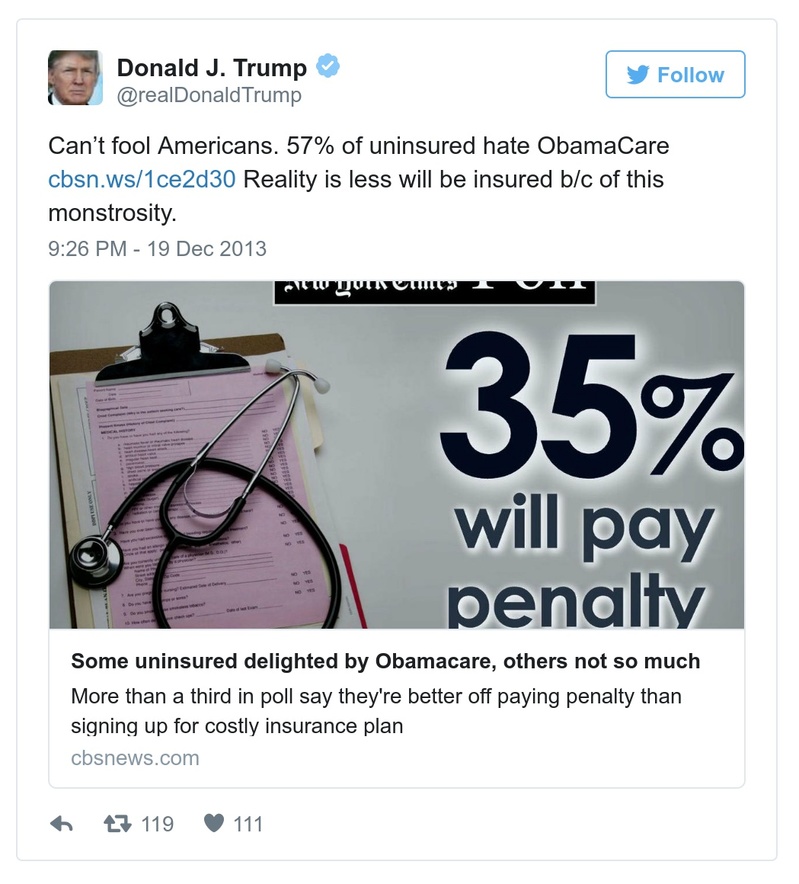 Donald J. Trump
@realDonaldTrump
Follow
Can't fool Americans. 57% of uninsured hate ObamaCare
cbsn.ws/1ce2d30 Reality is less will be insured b/c of this
monstrosity.
9:26 PM - 19 Dec 2013
New York Times Poll
35%
will pay
penalty
MEDICAL HISTORY
Some uninsured delighted by Obamacare, others not so much
More than a third in poll say they're better off paying penalty than
signing up for costly insurance plan
cbsnews.com
119
111